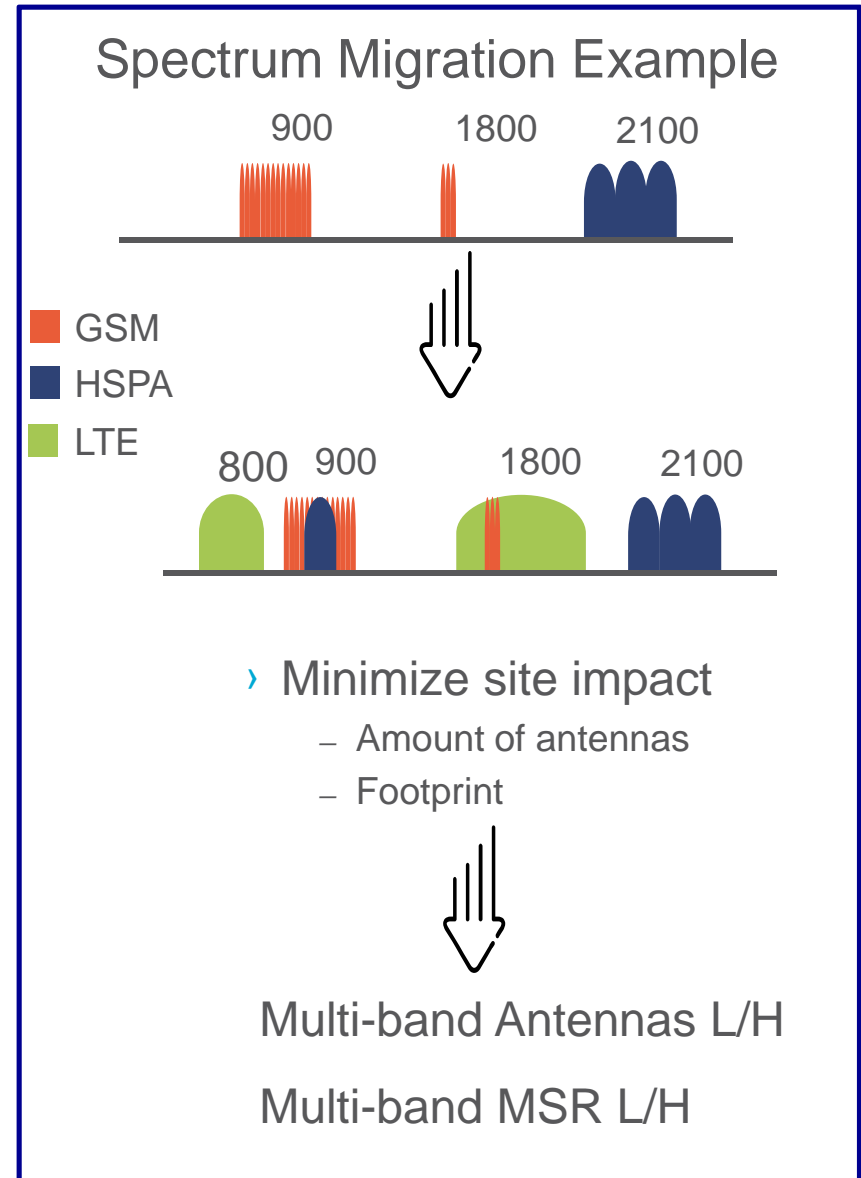 Spectrum Migration Example
900 1800 2100
GSM
HSPA
LTE
800 900 1800 2100
› Minimize site impact
– Amount of antennas
– Footprint
Multi-band Antennas L/H
Multi-band MSR L/H